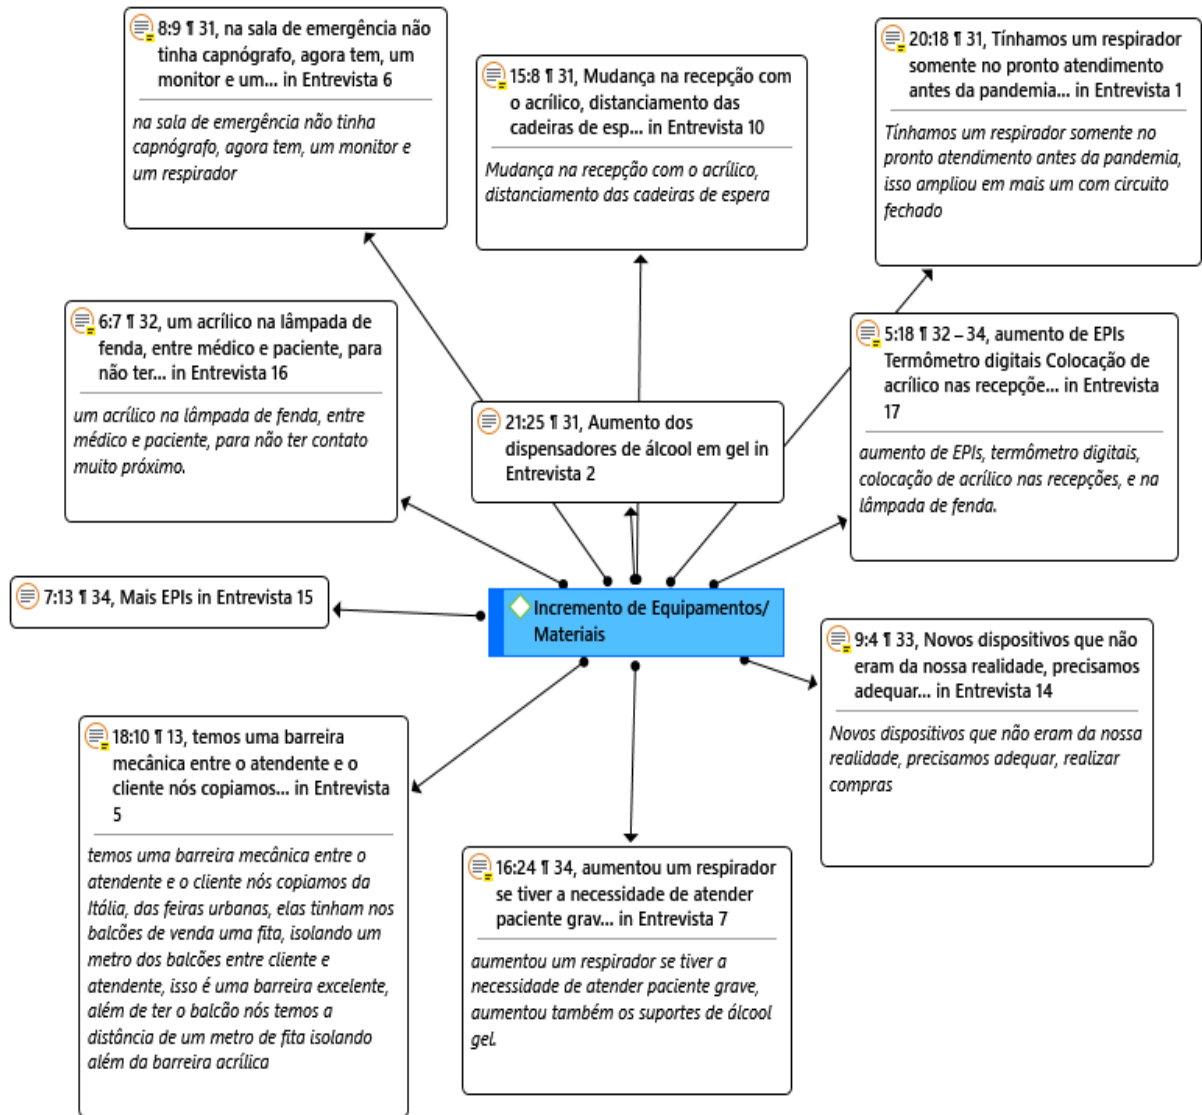 8:9 ¶ 31, na sala de emergência não
tinha capnógrafo, agora tem, um
monitor e um... in Entrevista 6
na sala de emergência não tinha
capnógrafo, agora tem, um monitor e
um respirador
15:8 ¶ 31, Mudança na recepção com
o acrílico, distanciamento das
cadeiras de esp... in Entrevista 10
Mudança na recepção com o acrílico,
distanciamento das cadeiras de espera
20:18 ¶ 31, Tínhamos um respirador
somente no pronto atendimento
antes da pandemia... in Entrevista 1
Tínhamos um respirador somente no
pronto atendimento antes da pandemia,
isso ampliou em mais um com circuito
fechado
6:7 ¶ 32, um acrílico na lâmpada de
fenda, entre médico e paciente, para
não ter... in Entrevista 16
um acrílico na lâmpada de fenda, entre
médico e paciente, para não ter contato
muito próximo.
21:25 ¶ 31, Aumento dos
dispensadores de álcool em gel in
Entrevista 2
5:18 ¶ 32 – 34, aumento de EPIs
Termômetro digitais Colocação de
acrílico nas recepçõe... in Entrevista
17
aumento de EPIs, termômetro digitais,
colocação de acrílico nas recepções, e na
lâmpada de fenda.
7:13 ¶ 34, Mais EPIs in Entrevista 15
Incremento de Equipamentos/
Materiais
9:4 ¶ 33, Novos dispositivos que não
eram da nossa realidade, precisamos
adequar... in Entrevista 14
Novos dispositivos que não eram da nossa
realidade, precisamos adequar, realizar
compras
18:10 ¶ 13, temos uma barreira
mecânica entre o atendente e o
cliente nós copiamos... in Entrevista
5
temos uma barreira mecânica entre o
atendente e o cliente nós copiamos da
Itália, das feiras urbanas, elas tinham nos
balcões de venda uma fita, isolando um
metro dos balcões entre cliente e
atendente, isso é uma barreira excelente,
além de ter o balcão nós temos a
distância de um metro de fita isolando
além da barreira acrílica
16:24 ¶ 34, aumentou um respirador
se tiver a necessidade de atender
paciente grav... in Entrevista 7
aumentou um respirador se tiver a
necessidade de atender paciente grave,
aumentou também os suportes de álcool
gel.